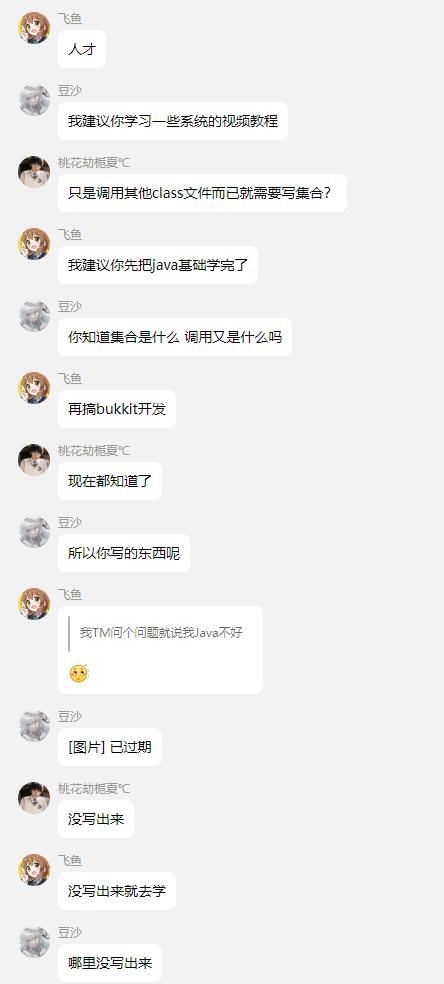 飞鱼
人才
豆沙
我建议你学习一些系统的视频教程
桃花劫栀夏℃
只是调用其他class文件而已就需要写集合？
飞鱼
我建议你先把java基础学完了
豆沙
你知道集合是什么 调用又是什么吗
飞鱼
再搞bukkit开发
桃花劫栀夏℃
现在都知道了
豆沙
所以你写的东西呢
飞鱼
我TM问个问题就说我Java不好
豆沙
[图片] 已过期
桃花劫栀夏℃
没写出来
飞鱼
没写出来就去学
豆沙
哪里没写出来